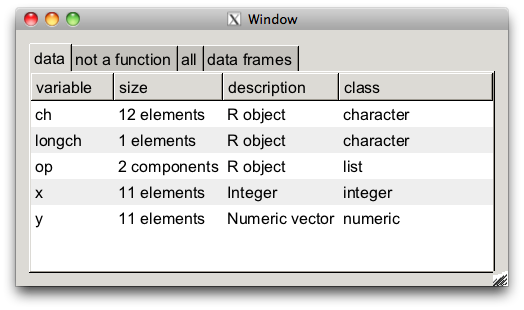 Window
data not a function all data frames
variable size description class
ch 12 elements R object character
longch 1 elements R object character
op 2 components R object list
x 11 elements Integer integer
y 11 elements Numeric vector numeric